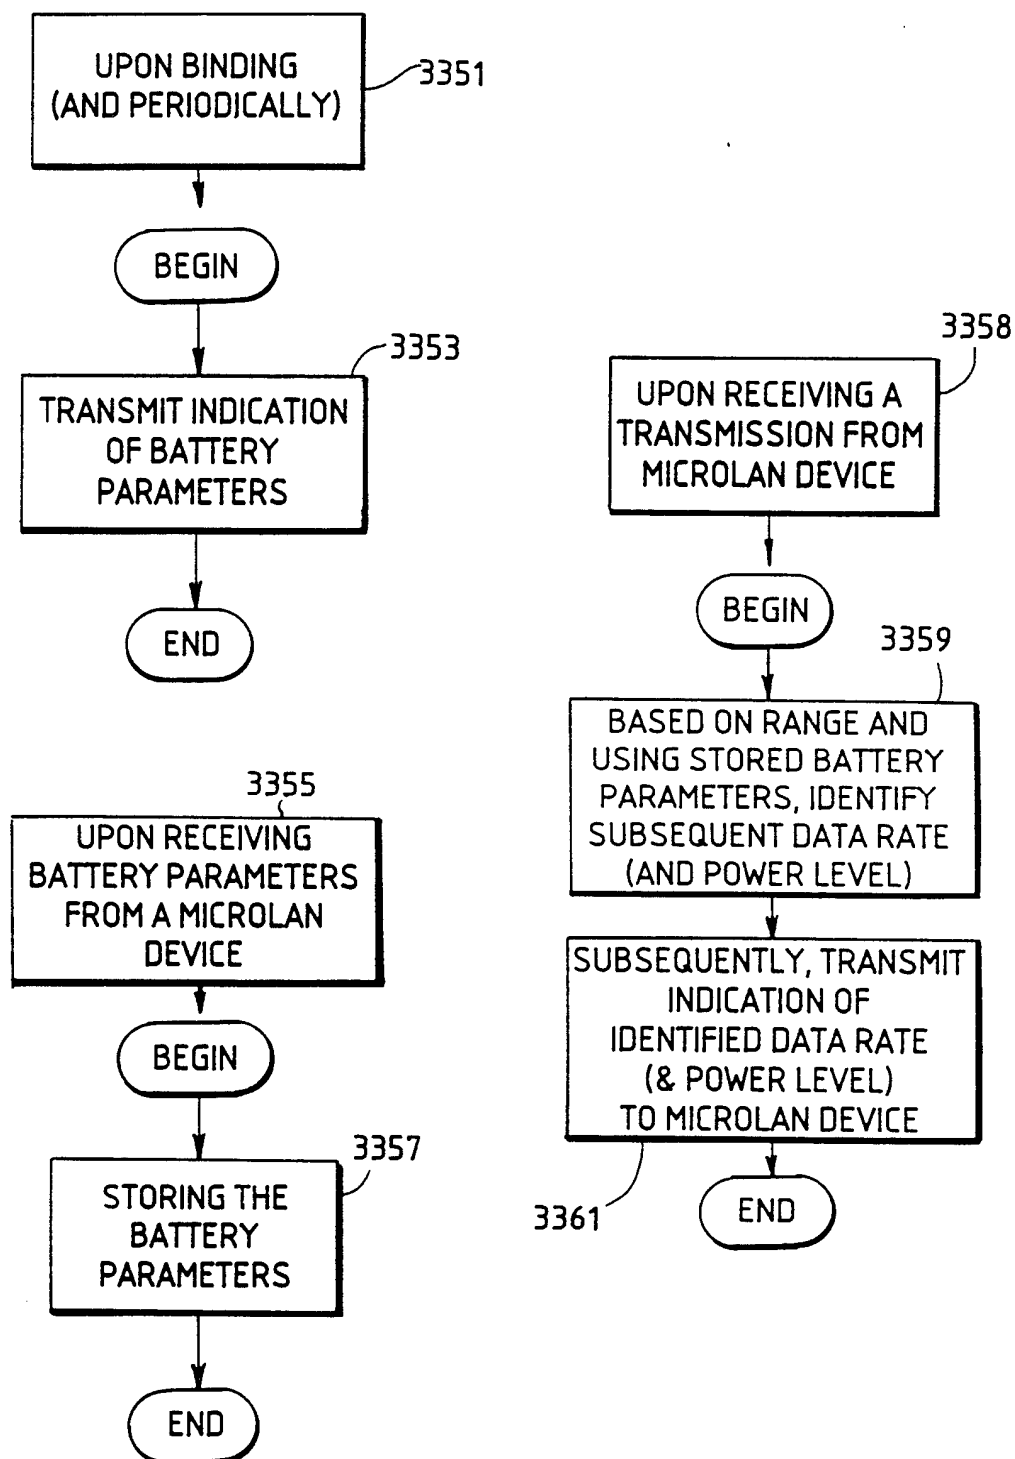 UPON BINDING
(AND PERIODICALLY)
3351
BEGIN
3353
TRANSMIT INDICATION
OF BATTERY
PARAMETERS
END
3355
UPON RECEIVING
BATTERY PARAMETERS
FROM A MICROLAN
DEVICE
BEGIN
3357
STORING THE
BATTERY
PARAMETERS
END
3358
UPON RECEIVING A
TRANSMISSION FROM
MICROLAN DEVICE
BEGIN
3359
BASED ON RANGE AND
USING STORED BATTERY
PARAMETERS, IDENTIFY
SUBSEQUENT DATA RATE
(AND POWER LEVEL)
SUBSEQUENTLY, TRANSMIT
INDICATION OF
IDENTIFIED DATA RATE
(& POWER LEVEL)
TO MICROLAN DEVICE
3361
END